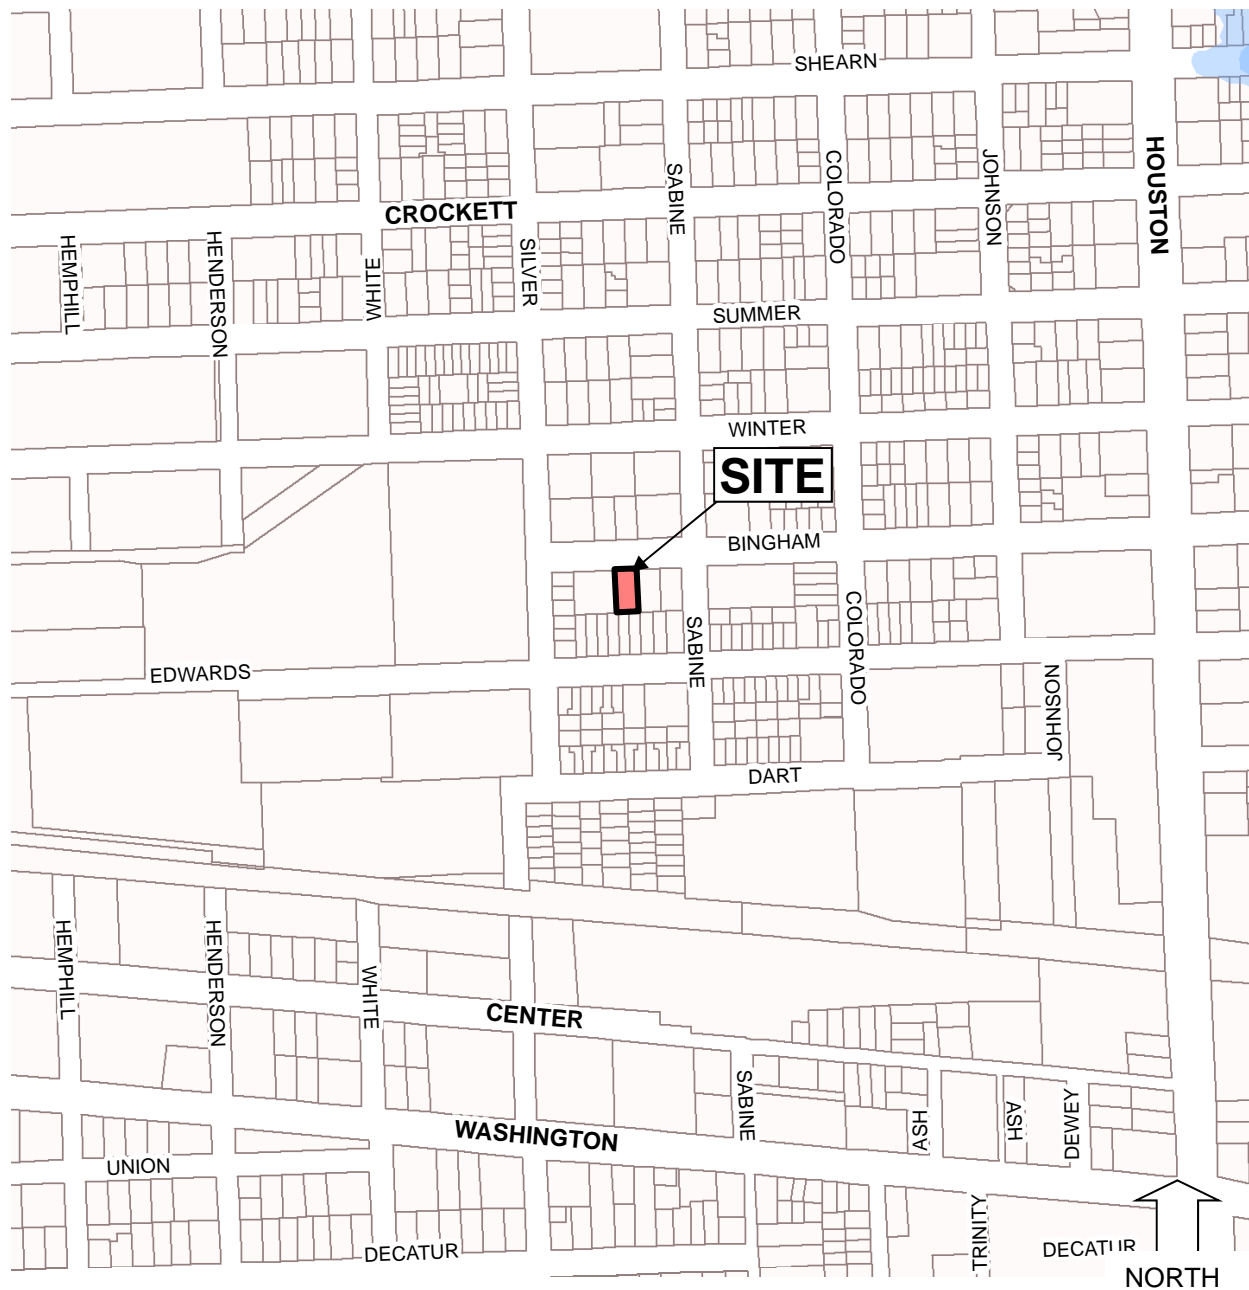 SHEARN
SABINE
COLORADO
JOHNSON
HOUSTON
CROCKETT
HEMPHILL
HENDERSON
WHITE
SILVER
SUMMER
WINTER
SITE
BINGHAM
SABINE
COLORADO
EDWARDS
JOHNSON
DART
HEMPHILL
HENDERSON
WHITE
CENTER
SABINE
ASH
ASH
DEWEY
WASHINGTON
UNION
TRINITY
DECATUR
DECATUR
NORTH